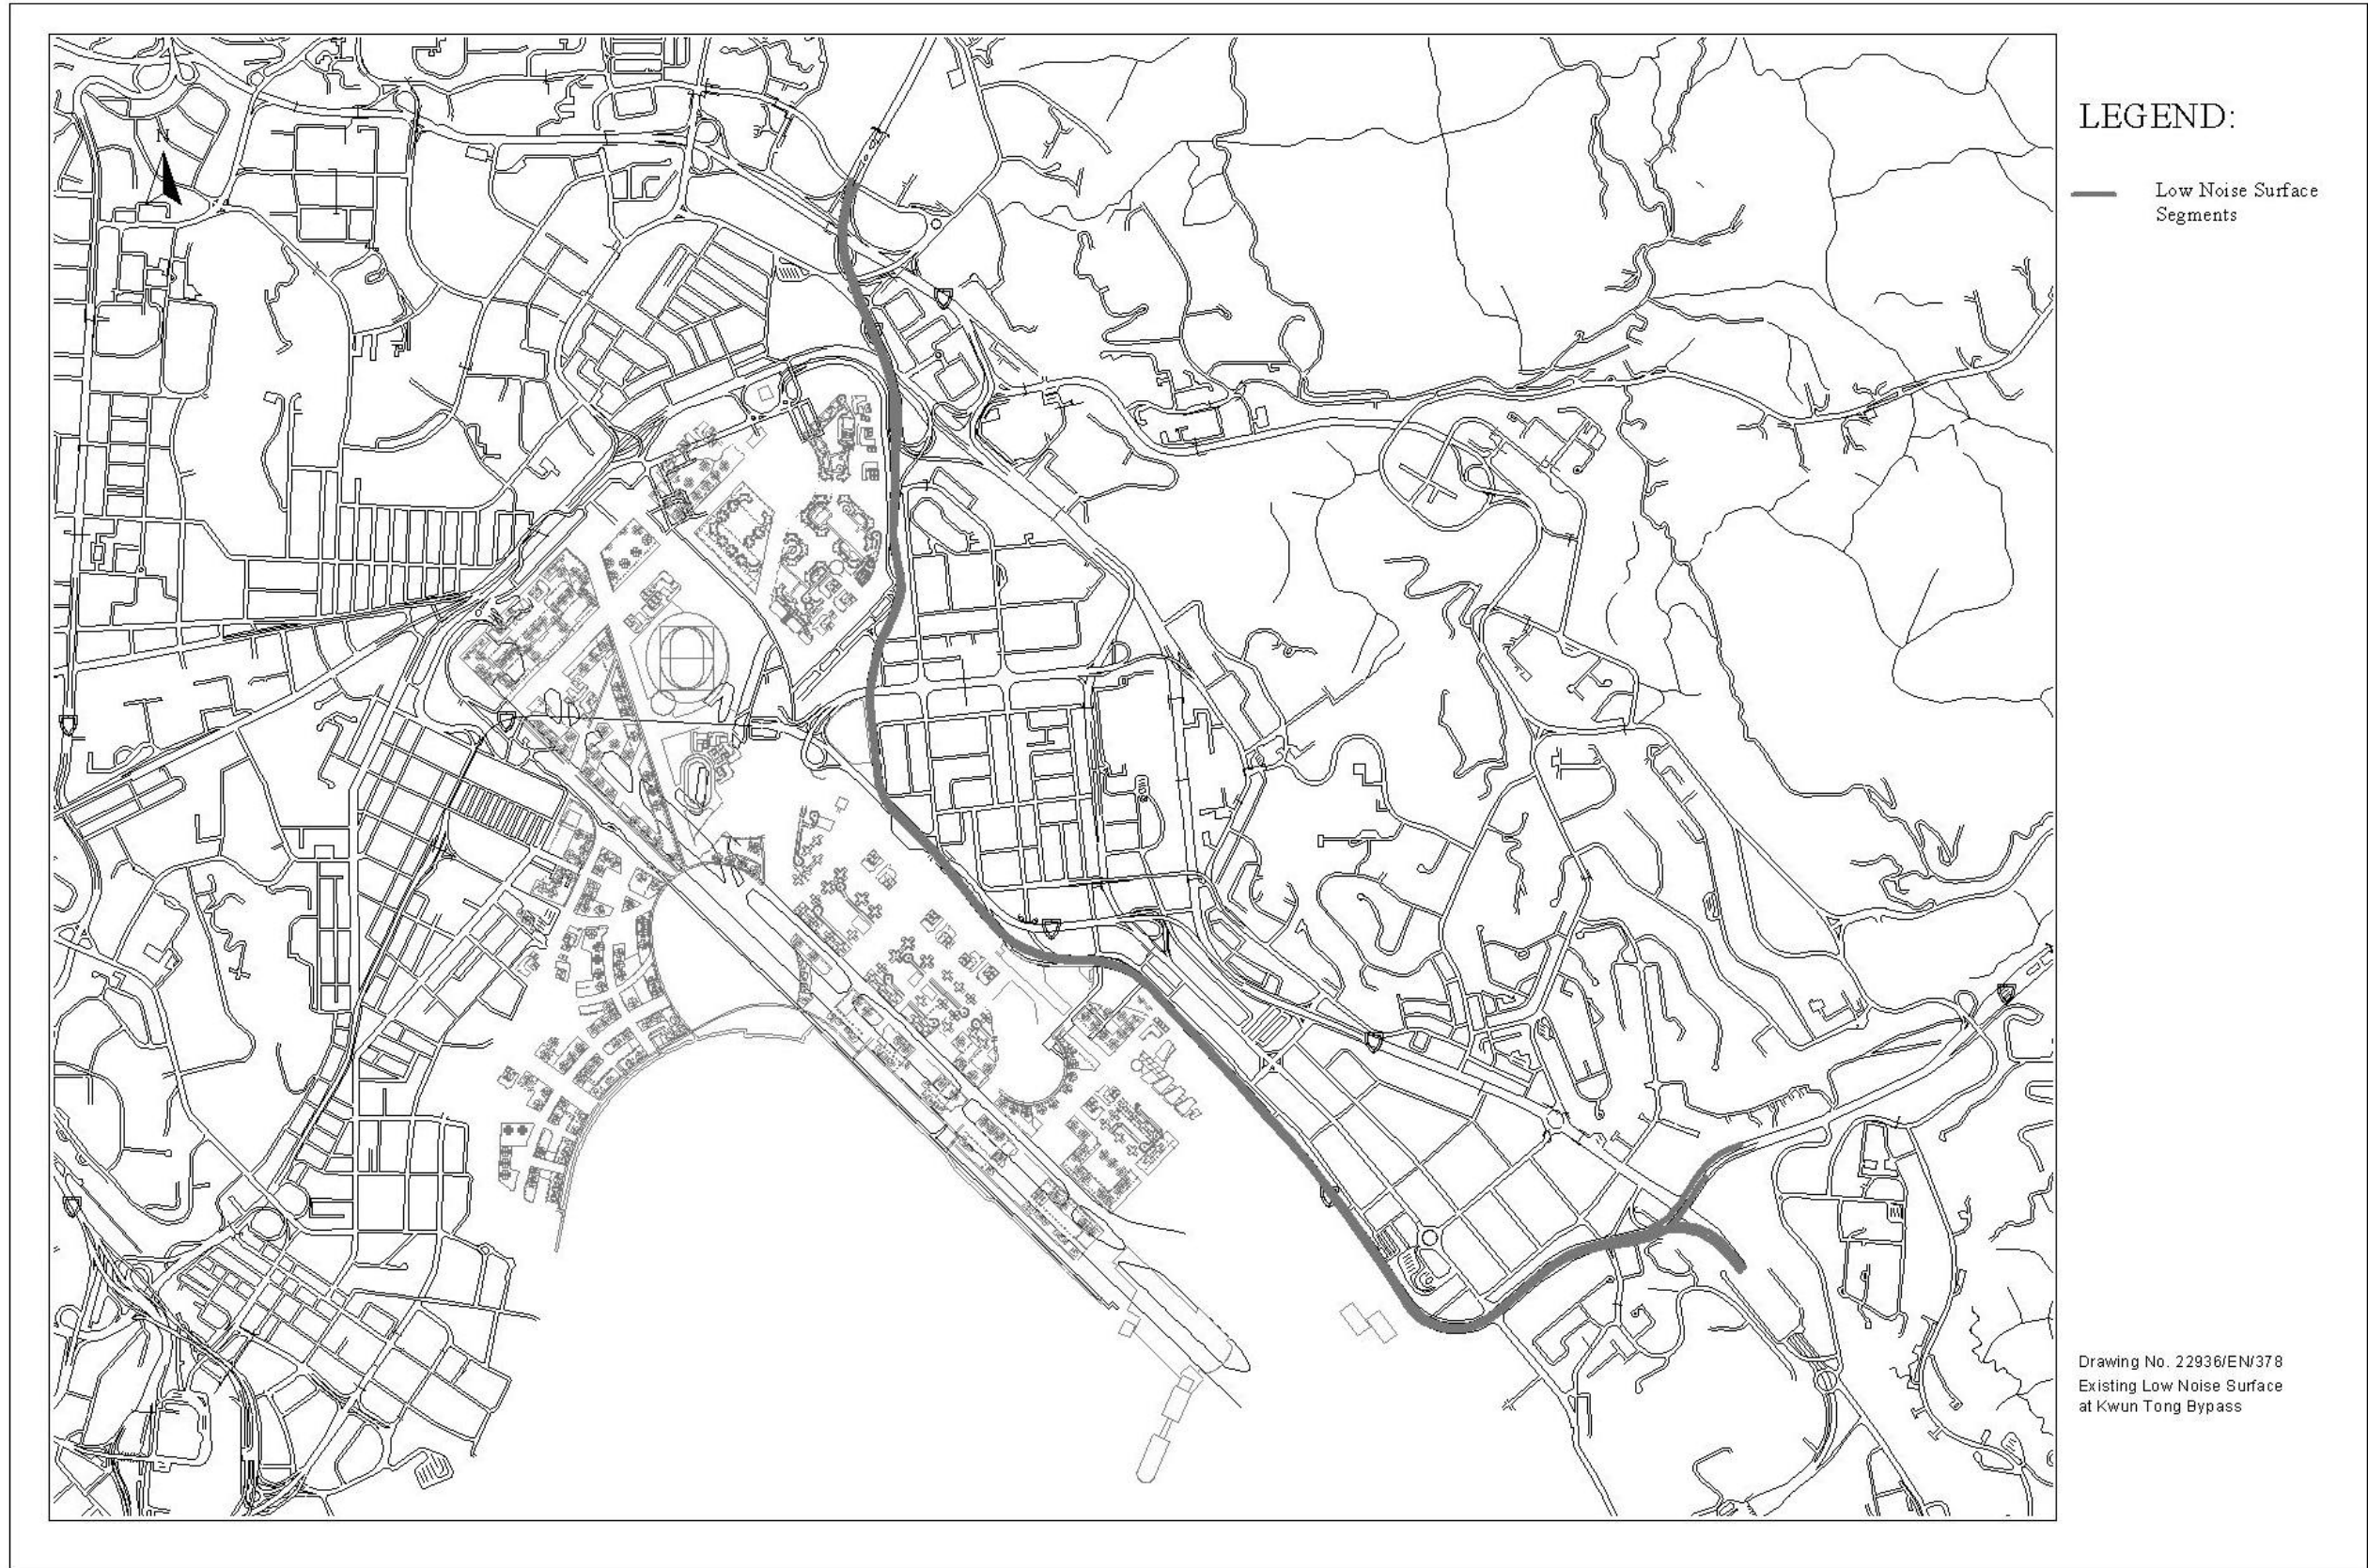 N
LEGEND:
Low Noise Surface
Segments
Drawing No. 22936/EN/378
Existing Low Noise Surface
at Kwun Tong Bypass